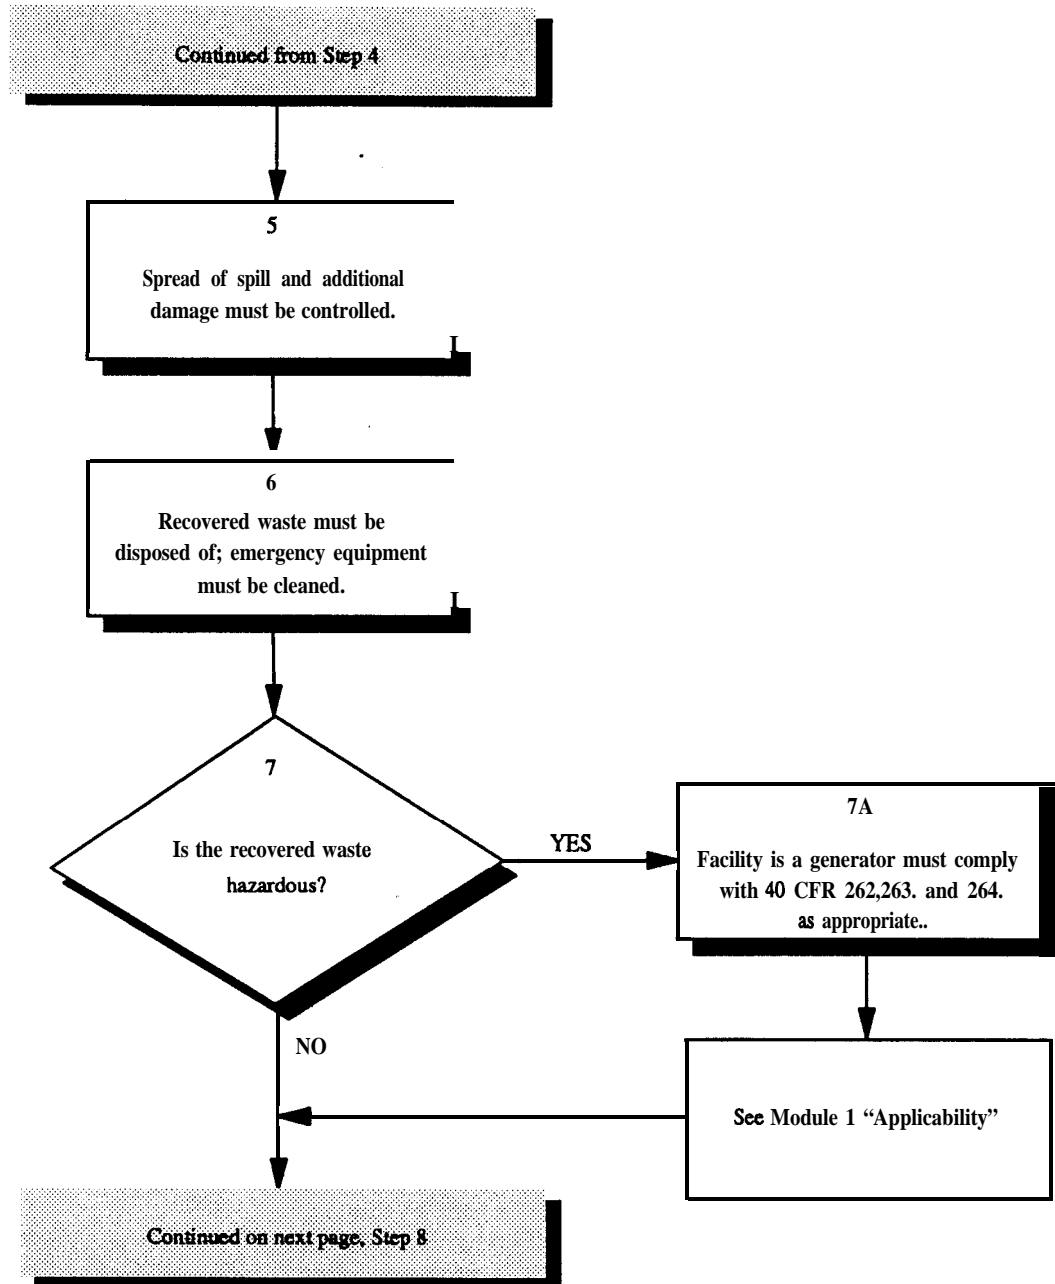 Continued from Step 4
5
Spread of spill and additional
damage must be controlled.
6
Recovered waste must be
disposed of; emergency equipment
must be cleaned.
7
Is the recovered waste
hazardous?
YES
7A
Facility is a generator must comply
with 40 CFR 262,263. and 264.
as appropriate..
NO
See Module 1 “Applicability”
Continued on next page, Step 8